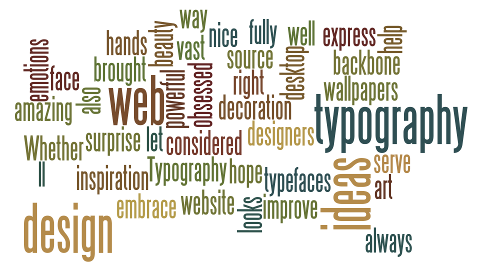 way
nice
fully
well
express
help
hands
beauty
vast
source
desktop
backbone
emotions
face
brought
powerful
obsessed
right
wallpapers
amazing
also
web
decoration
typography
Whether
surprise
let
considered
designers
ll
inspiration
Typography
hope
typefaces
ideas
serve
art
design
embrace
website
looks
improve
always